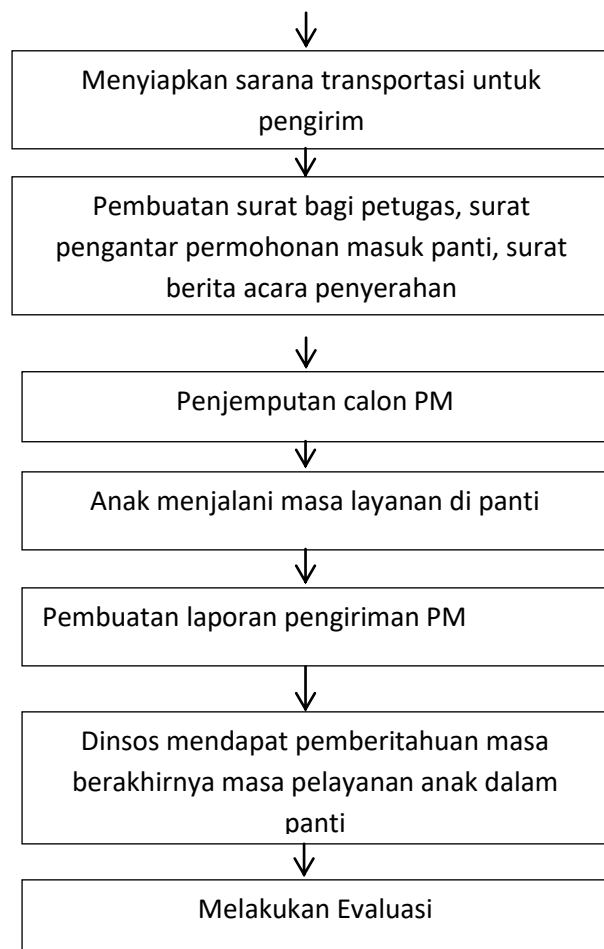 Menyiapkan sarana transportasi untuk
pengirim
Pembuatan surat bagi petugas, surat
pengantar permohonan masuk panti, surat
berita acara penyerahan
Penjemputan calon PM
Anak menjalani masa layanan di panti
Pembuatan laporan pengiriman PM
Dinsos mendapat pemberitahuan masa
berakhirnya masa pelayanan anak dalam
panti
Melakukan Evaluasi